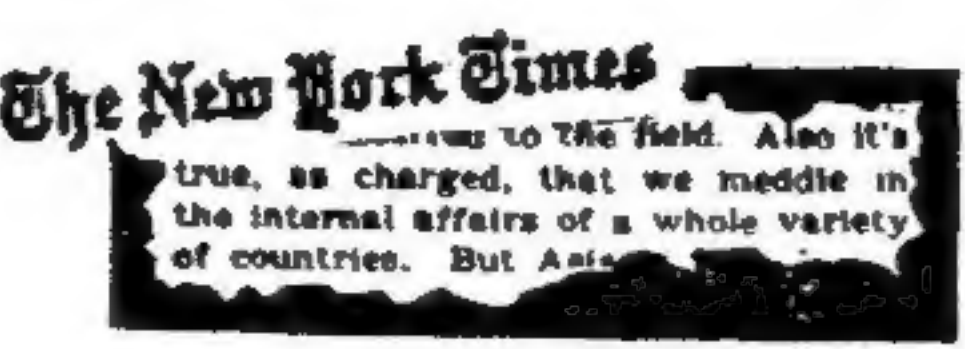 The New York Times
to the field. Also it's
true, as charged, that we meddle in
the internal affairs of a whole variety
of countries. But